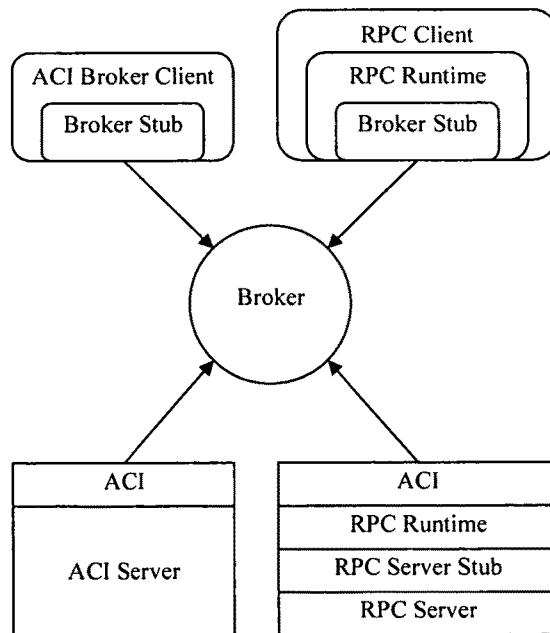 ACI Broker Client
Broker Stub
RPC Client
RPC Runtime
Broker Stub
Broker
ACI
ACI Server
ACI
RPC Runtime
RPC Server Stub
RPC Server